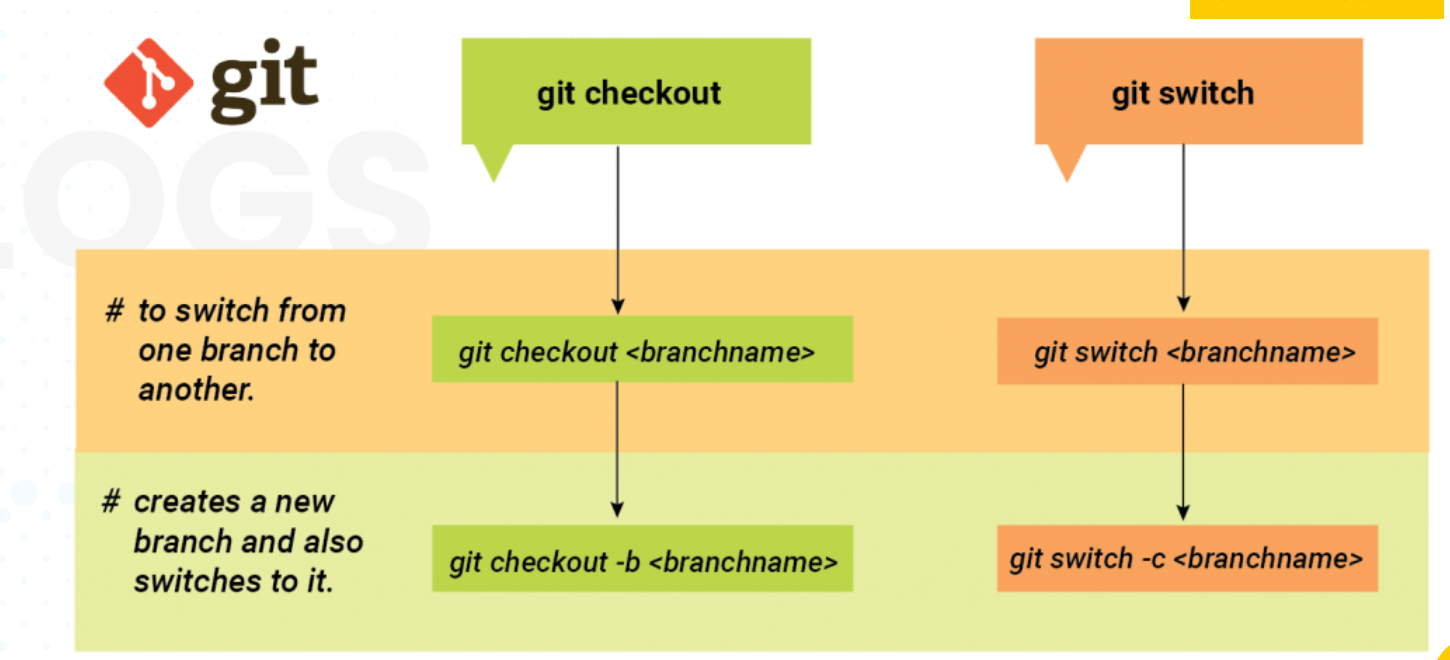 git
git checkout
git switch
LOGS
# to switch from
one branch to
another.
git checkout <branchname>
git switch <branchname>
# creates a new
branch and also
switches to it.
git checkout -b <branchname>
git switch -c <branchname>